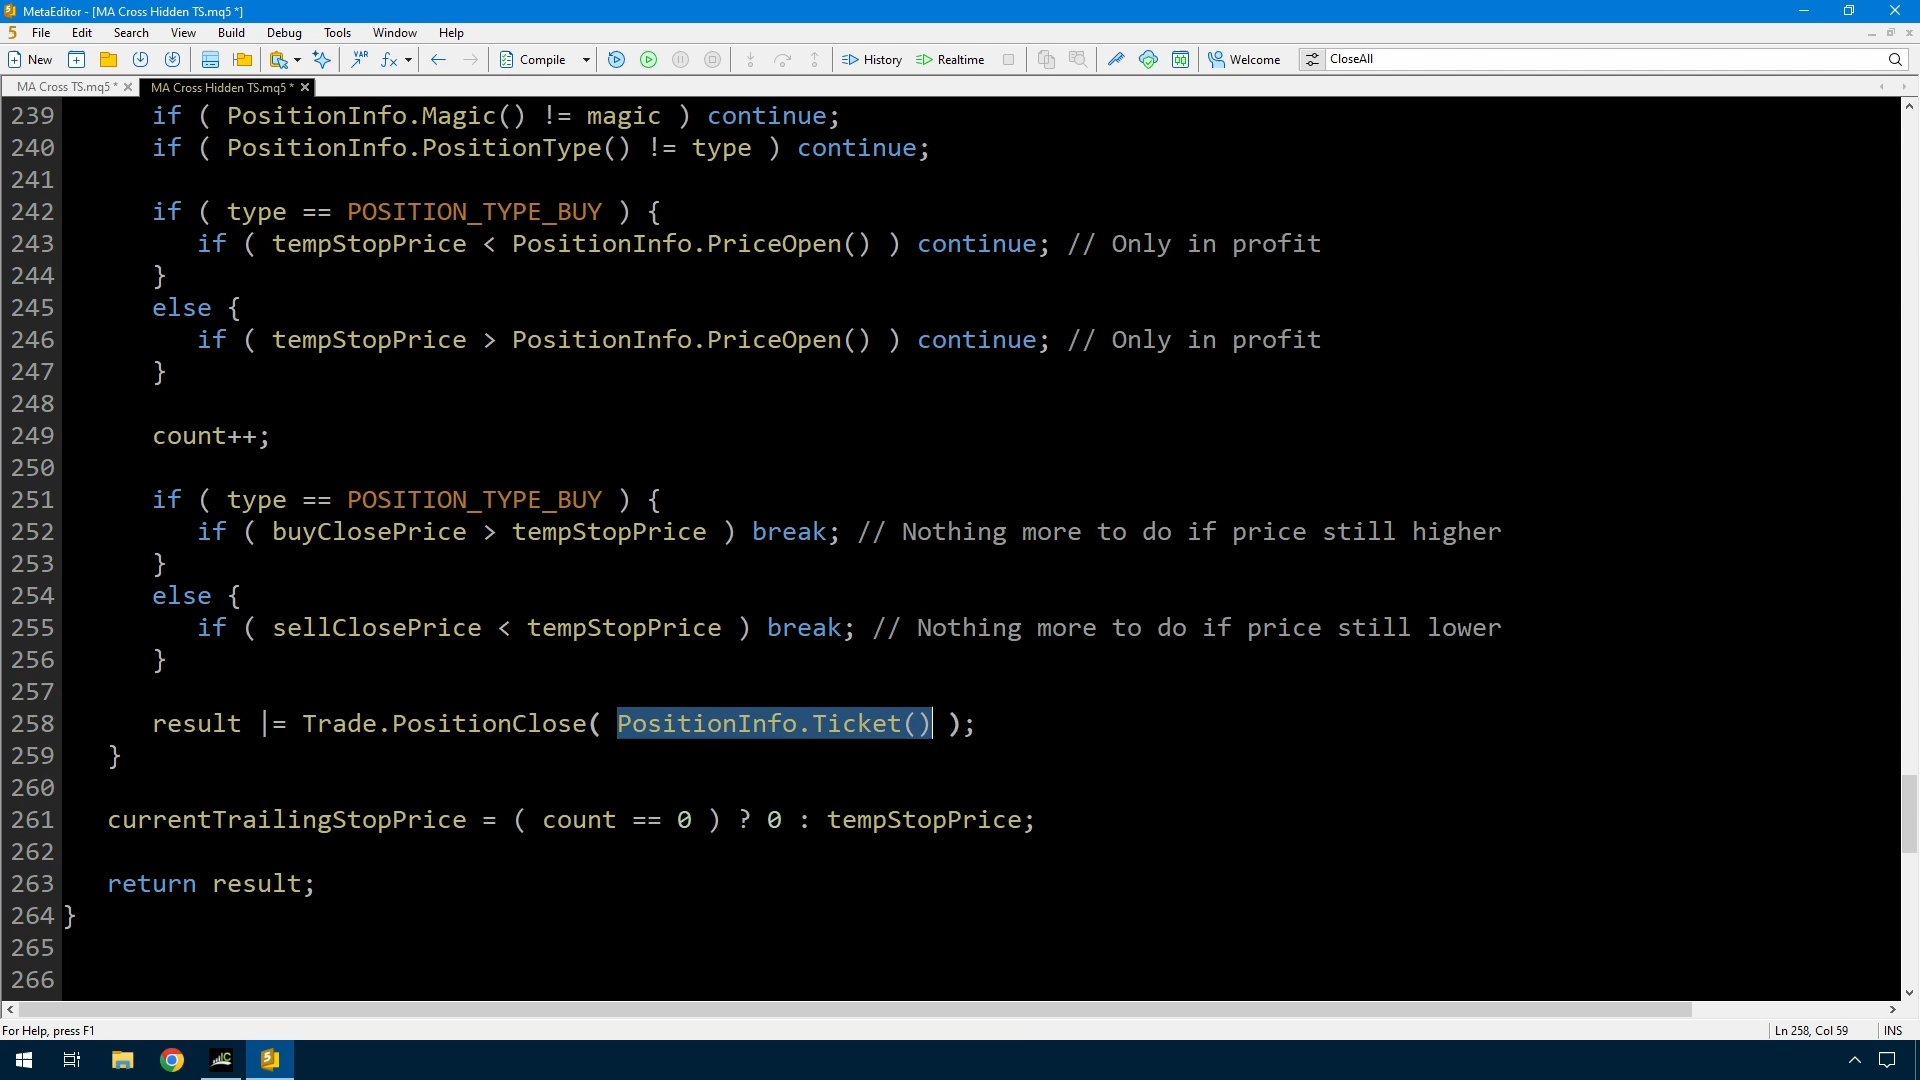 MetaEditor - [MA Cross Hidden TS.mq5 *]
5 File Edit Search View Build Debug Tools Window Help
New VAR fx Compile History Realtime Welcome CloseAll
MA Cross TS.mq5 * MA Cross Hidden TS.mq5 *
239 if ( PositionInfo.Magic() != magic ) continue;
240 if ( PositionInfo.PositionType() != type ) continue;
241
242 if ( type == POSITION_TYPE_BUY ) {
243 if ( tempStopPrice < PositionInfo.PriceOpen() ) continue; // Only in profit
244 }
245 else {
246 if ( tempStopPrice > PositionInfo.PriceOpen() ) continue; // Only in profit
247 }
248
249 count++;
250
251 if ( type == POSITION_TYPE_BUY ) {
252 if ( buyClosePrice > tempStopPrice ) break; // Nothing more to do if price still higher
253 }
254 else {
255 if ( sellClosePrice < tempStopPrice ) break; // Nothing more to do if price still lower
256 }
257
258 result |= Trade.PositionClose( PositionInfo.Ticket() );
259 }
260
261 currentTrailingStopPrice = ( count == 0 ) ? 0 : tempStopPrice;
262
263 return result;
264 }
265
266
For Help, press F1 Ln 258, Col 59 INS